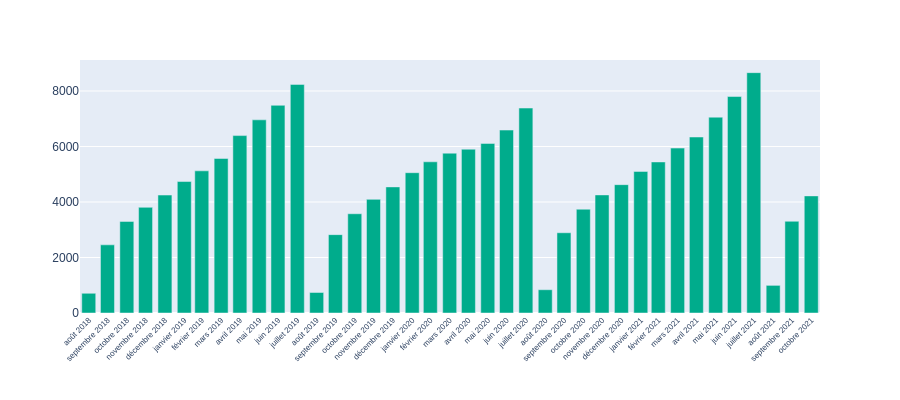 8000
6000
4000
2000
0
août 2018
septembre 2018
octobre 2018
novembre 2018
décembre 2018
janvier 2019
février 2019
mars 2019
avril 2019
mai 2019
juin 2019
juillet 2019
août 2019
septembre 2019
octobre 2019
novembre 2019
décembre 2019
janvier 2020
février 2020
mars 2020
avril 2020
mai 2020
juin 2020
juillet 2020
août 2020
septembre 2020
octobre 2020
novembre 2020
décembre 2020
janvier 2021
février 2021
mars 2021
avril 2021
mai 2021
juin 2021
juillet 2021
août 2021
septembre 2021
octobre 2021